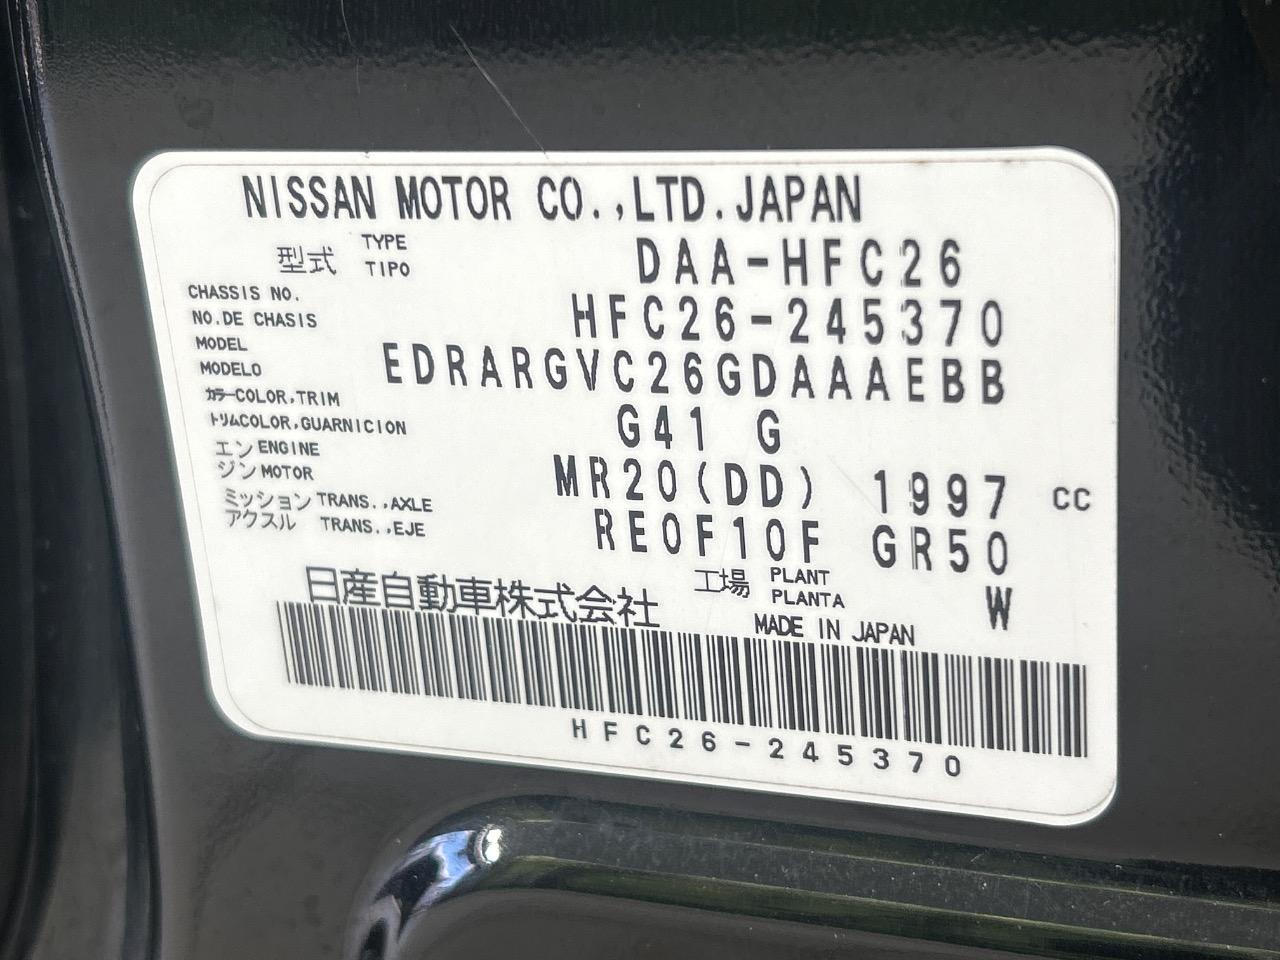 NISSAN MOTOR CO.,LTD.JAPAN
型式 TYPE TIPO DAA-HFC26
CHASSIS NO.
NO.DE CHASIS HFC26-245370
MODEL
MODELO EDRARGVC26GDAAAEBB
カラーCOLOR,TRIM
トリムCOLOR,GUARNICION G41 G
エンジン ENGINE MOTOR MR20(DD) 1997 CC
ミッション TRANS.,AXLE
アクスル TRANS.,EJE RE0F10F GR50
工場 PLANT PLANTA W
日産自動車株式会社 MADE IN JAPAN
HFC26-245370